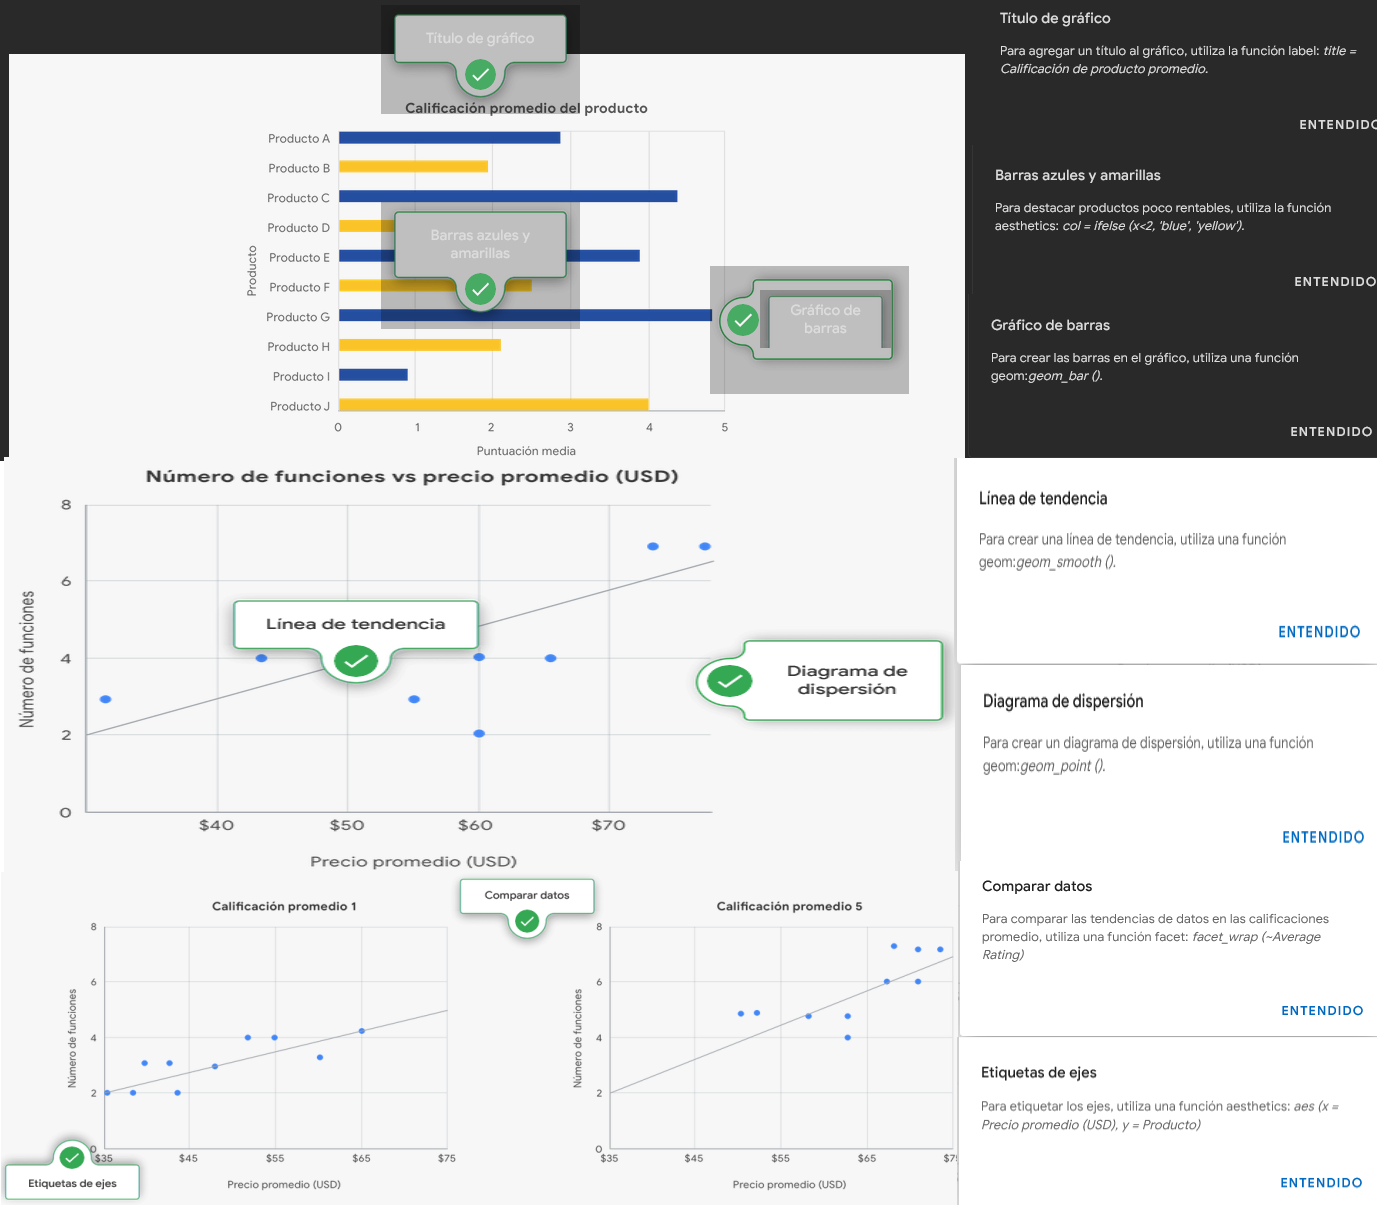 Título de gráfico
Calificación promedio del producto
Producto A
Producto B
Producto C
Producto D
Producto E
Producto F
Producto G
Producto H
Producto I
Producto J
Producto
Barras azules y
amarillas
Gráfico de
barras
0 1 2 3 4 5
Puntuación media
Título de gráfico
Para agregar un título al gráfico, utiliza la función label: title =
Calificación de producto promedio.
ENTENDIDO
Barras azules y amarillas
Para destacar productos poco rentables, utiliza la función
aesthetics: col = ifelse (x<2, 'blue', 'yellow').
ENTENDIDO
Gráfico de barras
Para crear las barras en el gráfico, utiliza una función
geom:geom_bar ().
ENTENDIDO
Número de funciones vs precio promedio (USD)
8
6
4
2
0
Número de funciones
Línea de tendencia
Diagrama de
dispersión
$40 $50 $60 $70
Precio promedio (USD)
Línea de tendencia
Para crear una línea de tendencia, utiliza una función
geom:geom_smooth ().
ENTENDIDO
Diagrama de dispersión
Para crear un diagrama de dispersión, utiliza una función
geom:geom_point ().
ENTENDIDO
Comparar datos
Calificación promedio 1
8
6
4
2
0
Número de funciones
$35 $45 $55 $65 $75
Precio promedio (USD)
Etiquetas de ejes
Calificación promedio 5
8
6
4
2
0
Número de funciones
$35 $45 $55 $65 $75
Precio promedio (USD)
Comparar datos
Para comparar las tendencias de datos en las calificaciones
promedio, utiliza una función facet: facet_wrap (~Average
Rating)
ENTENDIDO
Etiquetas de ejes
Para etiquetar los ejes, utiliza una función aesthetics: aes (x =
Precio promedio (USD), y = Producto)
ENTENDIDO